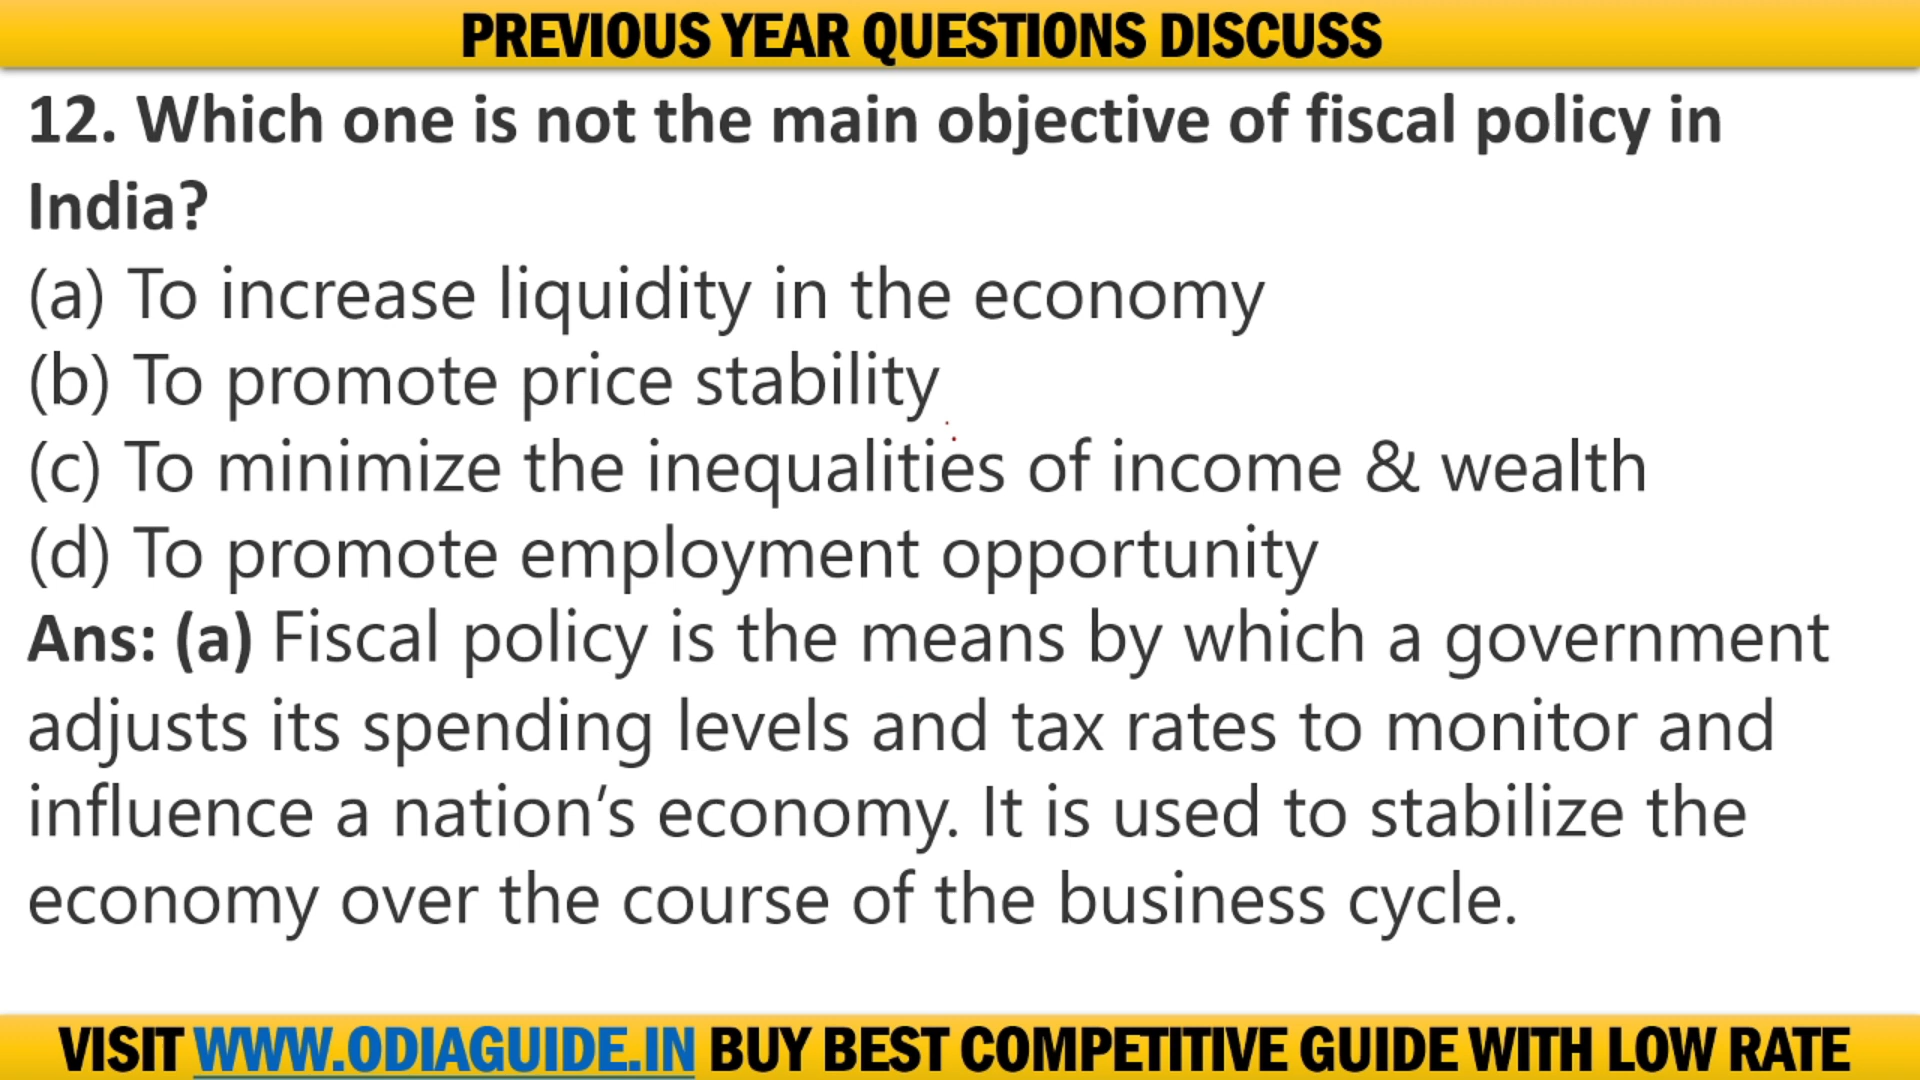 PREVIOUS YEAR QUESTIONS DISCUSS
12. Which one is not the main objective of fiscal policy in
India?
(a) To increase liquidity in the economy
(b) To promote price stability
(c) To minimize the inequalities of income & wealth
(d) To promote employment opportunity
Ans: (a) Fiscal policy is the means by which a government
adjusts its spending levels and tax rates to monitor and
influence a nation’s economy. It is used to stabilize the
economy over the course of the business cycle.
VISIT WWW.ODIAGUIDE.IN BUY BEST COMPETITIVE GUIDE WITH LOW RATE